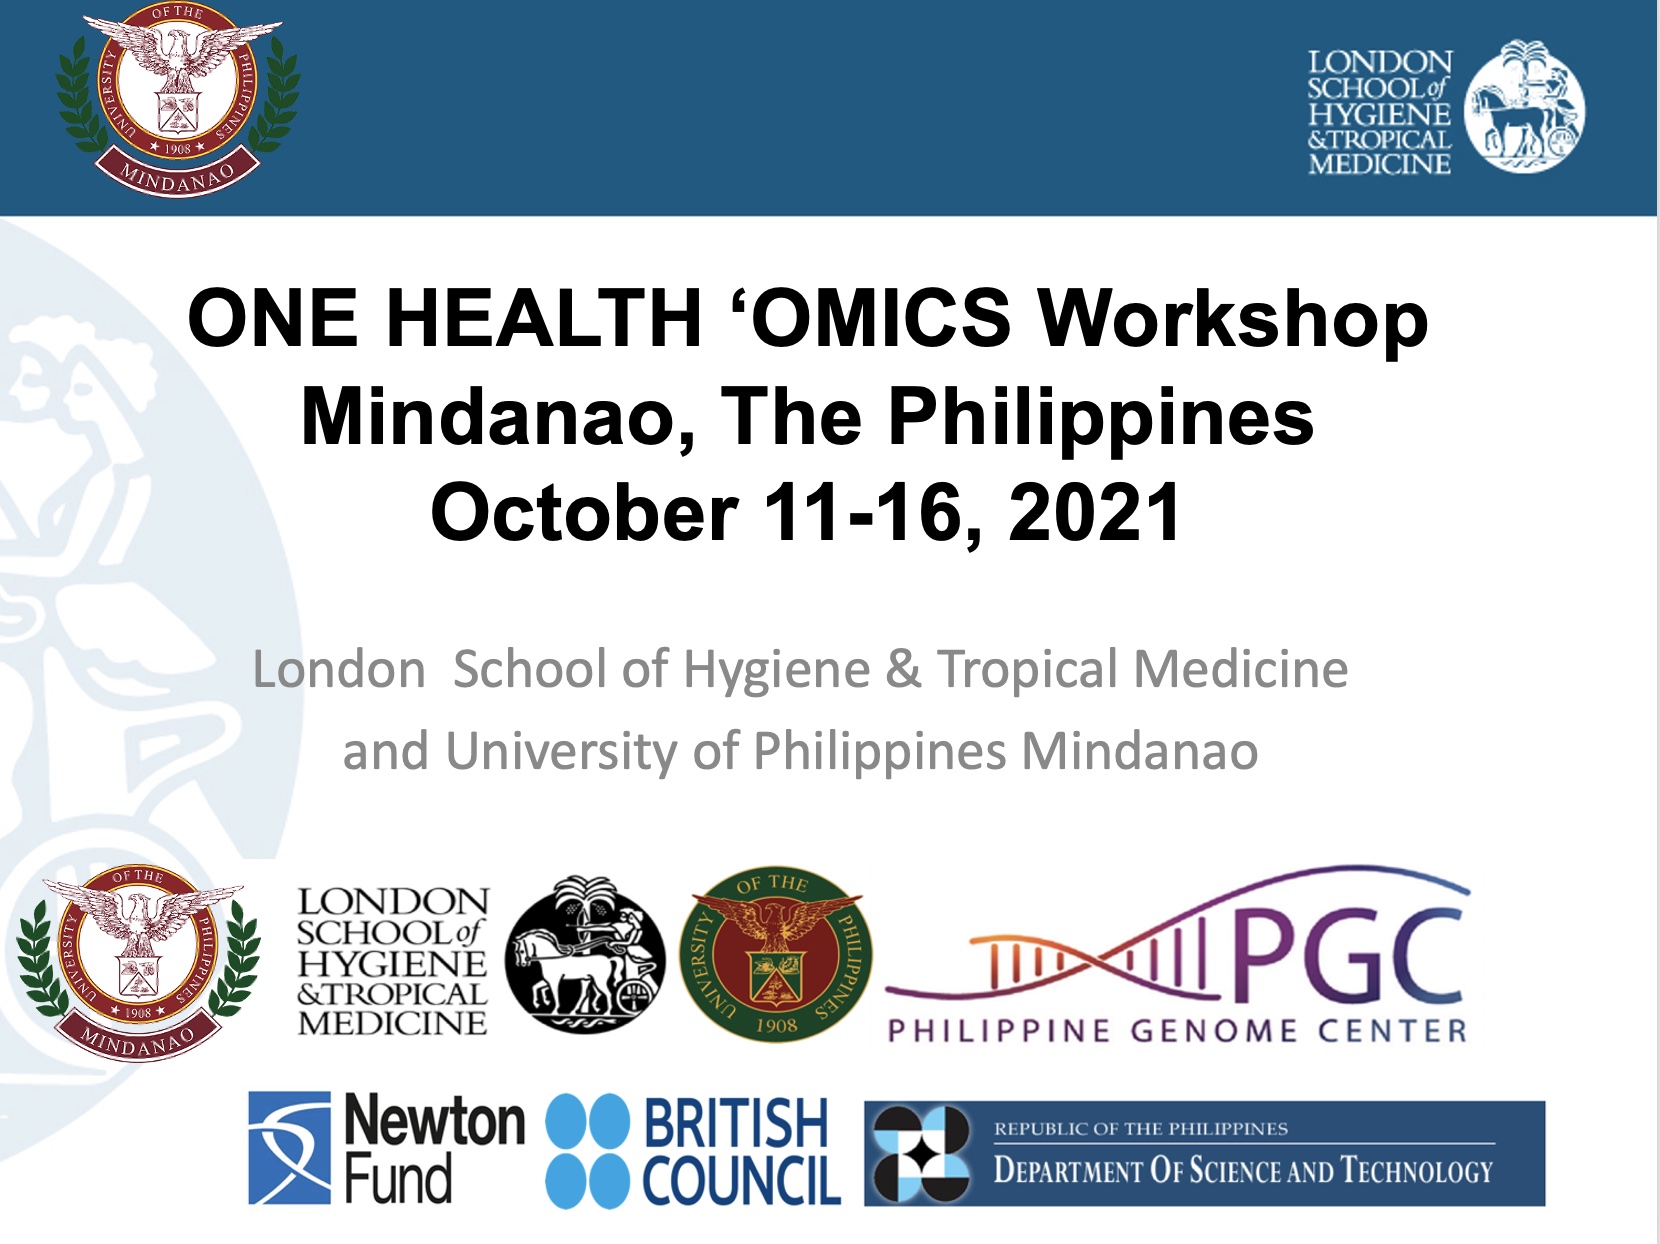 OF THE
UNIVERSITY
PHILIPPINES
★ 1908 ★
MINDANAO
LONDON
SCHOOL of
HYGIENE
&TROPICAL
MEDICINE
ONE HEALTH ‘OMICS Workshop
Mindanao, The Philippines
October 11-16, 2021
London School of Hygiene & Tropical Medicine
and University of Philippines Mindanao
OF THE
UNIVERSITY
PHILIPPINES
★ 1908 ★
MINDANAO
LONDON
SCHOOL of
HYGIENE
&TROPICAL
MEDICINE
OF THE
UNIVERSITY
PHILIPPINES
1908
PGC
PHILIPPINE GENOME CENTER
Newton
Fund
BRITISH
COUNCIL
REPUBLIC OF THE PHILIPPINES
DEPARTMENT OF SCIENCE AND TECHNOLOGY